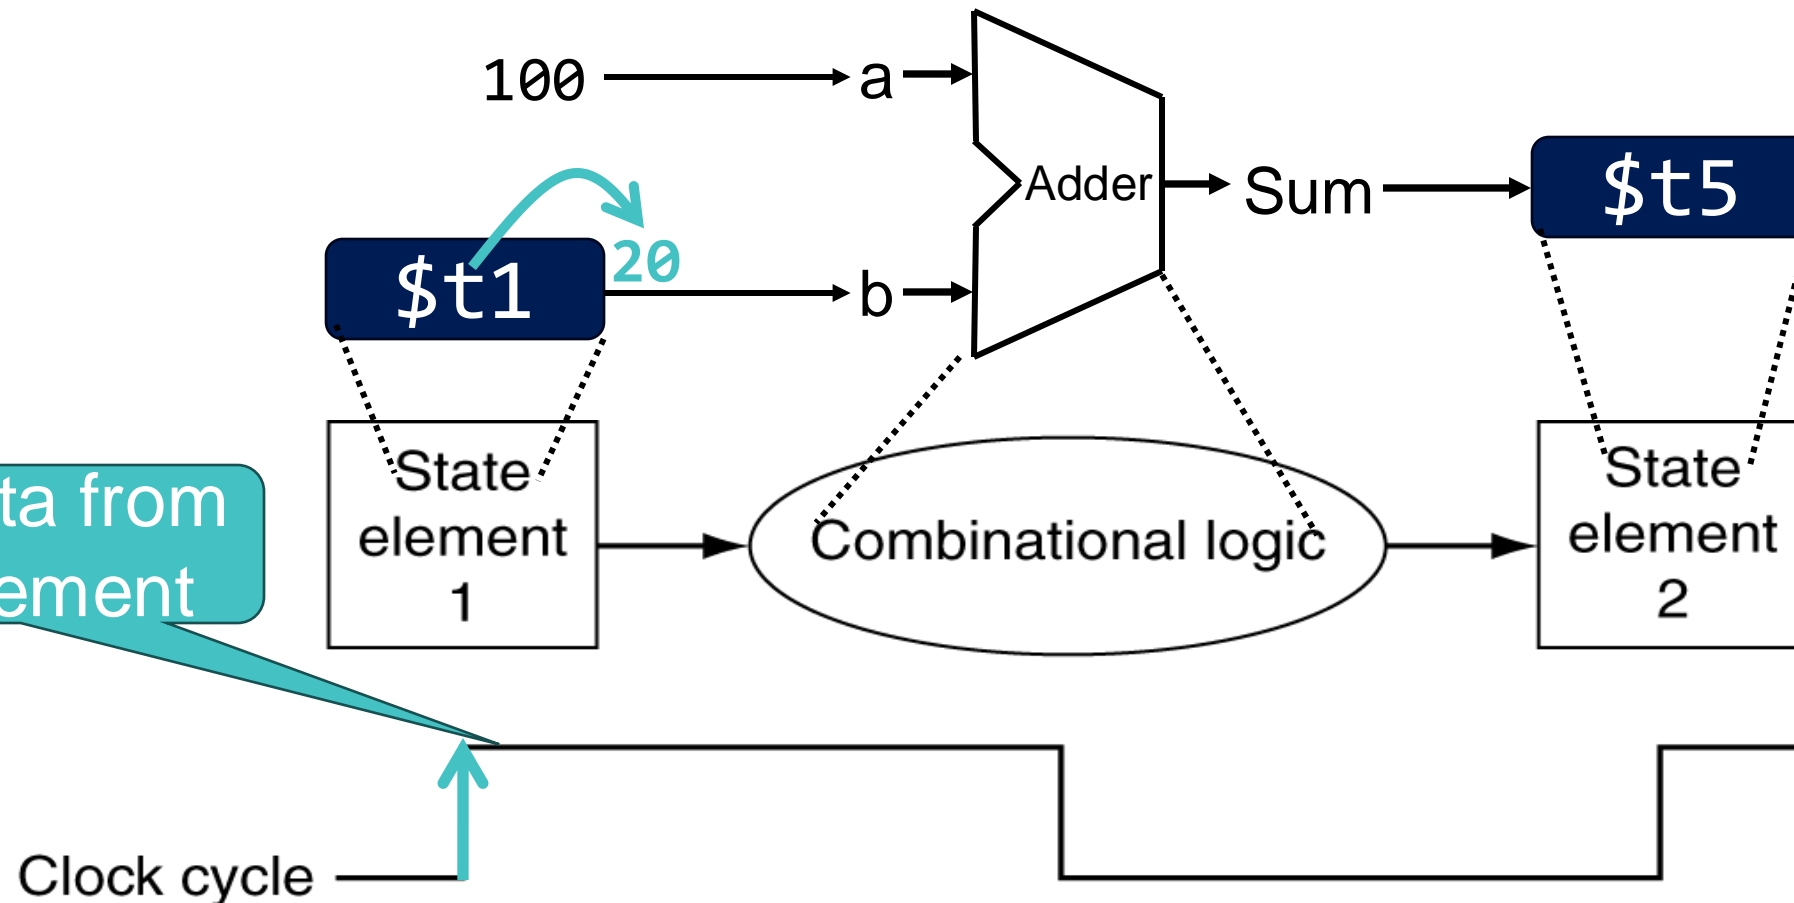 100
a
Adder
Sum
$t5
20
$t1
b
ta from
ement
State
element
1
Combinational logic
State
element
2
Clock cycle